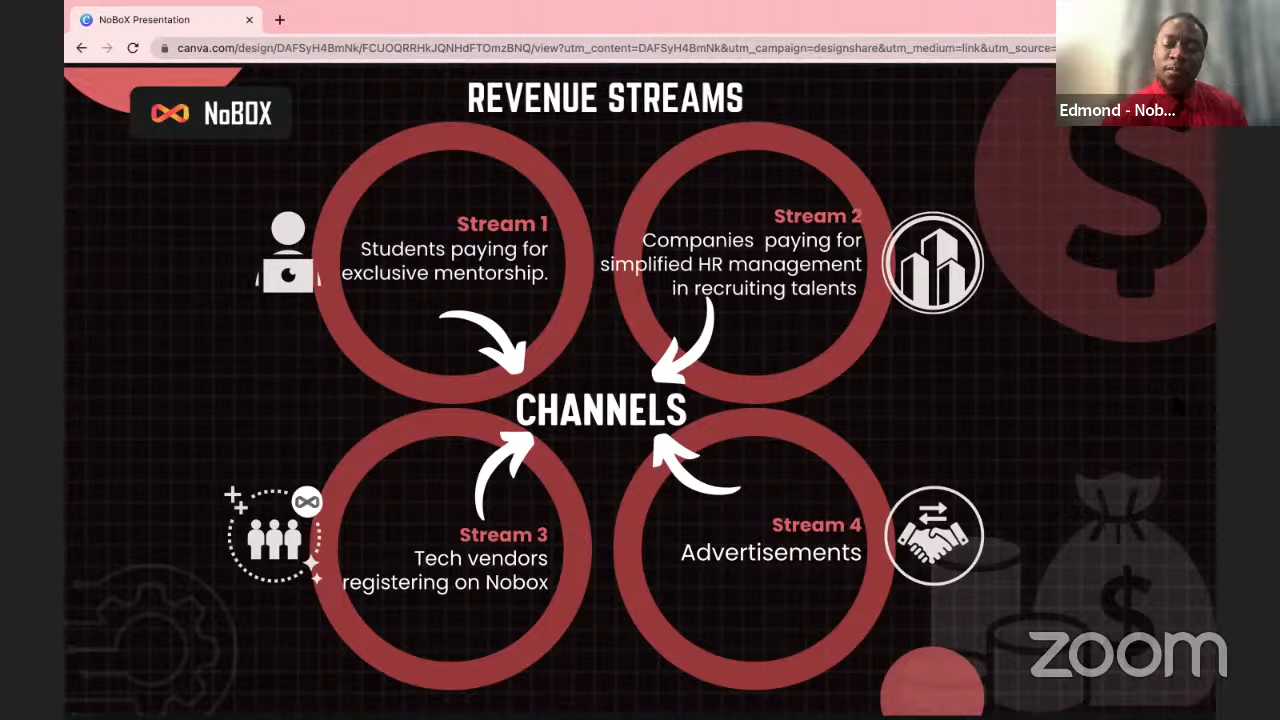 NoBoX Presentation
canva.com/design/DAFSyH4BmNk/FCUOQRRHkJQNHdFTOmzBNQ/view?utm_content=DAFSyH4BmNk&utm_campaign=designshare&utm_medium=link&utm_source=
Edmond - Nob...
NoBOX
REVENUE STREAMS
Stream 1
Students paying for
exclusive mentorship.
Stream 2
Companies paying for
simplified HR management
in recruiting talents
CHANNELS
Stream 3
Tech vendors
registering on Nobox
Stream 4
Advertisements
zoom